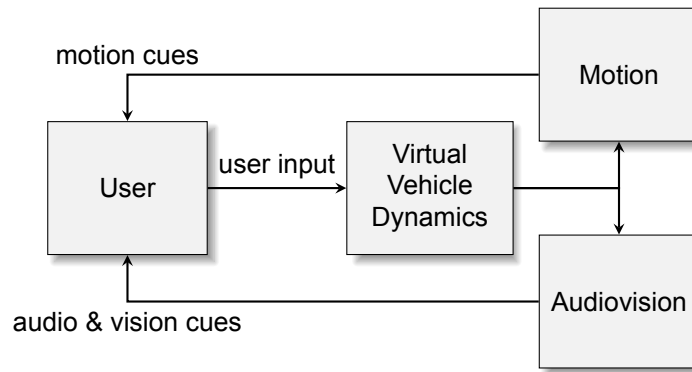 motion cues
Motion
User
user input
Virtual
Vehicle
Dynamics
audio & vision cues
Audiovision